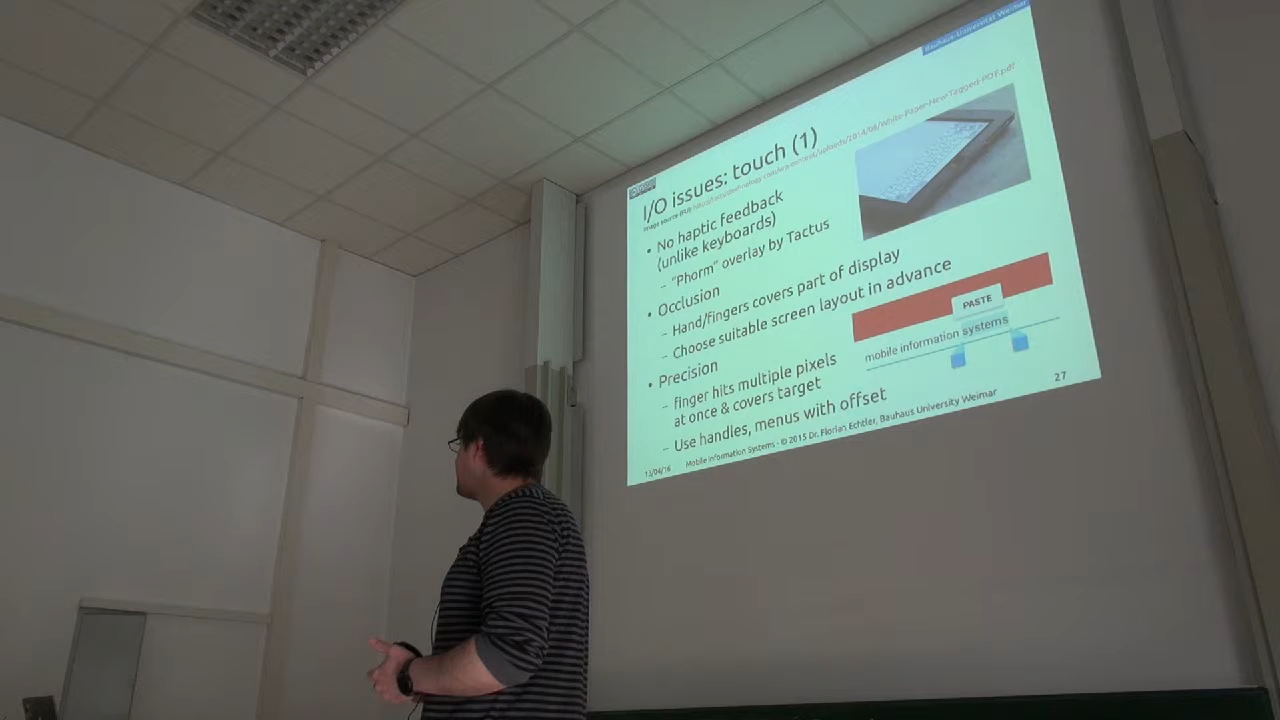 Bauhaus-Universität Weimar
I/O issues: touch (1)
• No haptic feedback
(unlike keyboards)
– "Phorm" overlay by Tactus
• Occlusion
– Hand/fingers covers part of display
– Choose suitable screen layout in advance
• Precision
– finger hits multiple pixels
at once & covers target
– Use handles, menus with offset
PASTE
mobile information systems
13/04/16
Mobile Information Systems - © 2015 Dr. Florian Echtler, Bauhaus University Weimar
27